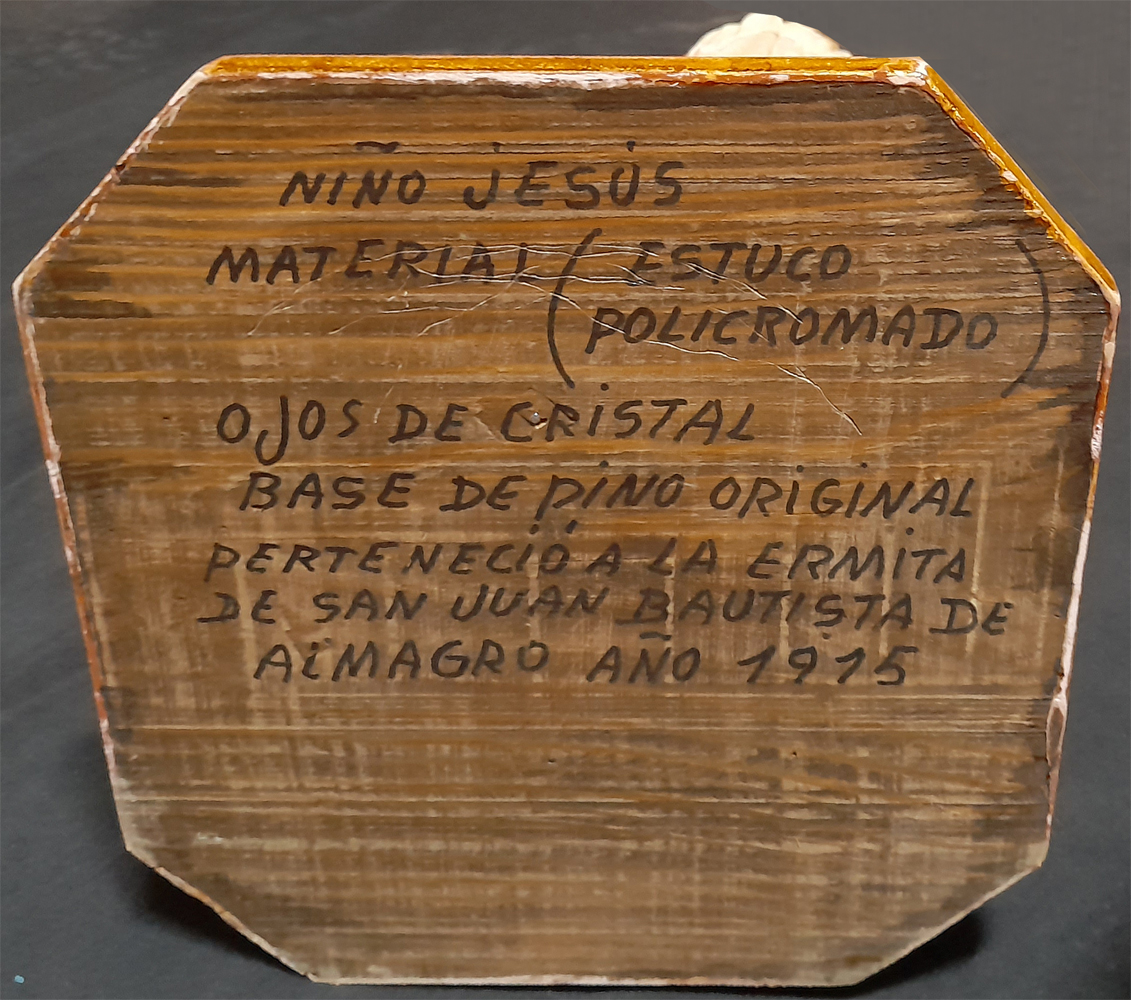 NIÑO JESÚS
MATERIAL ( ESTUCO
POLICROMADO )
OJOS DE CRISTAL
BASE DE PINO ORIGINAL
PERTENECIÓ A LA ERMITA
DE SAN JUAN BAUTISTA DE
ALMAGRO AÑO 1915